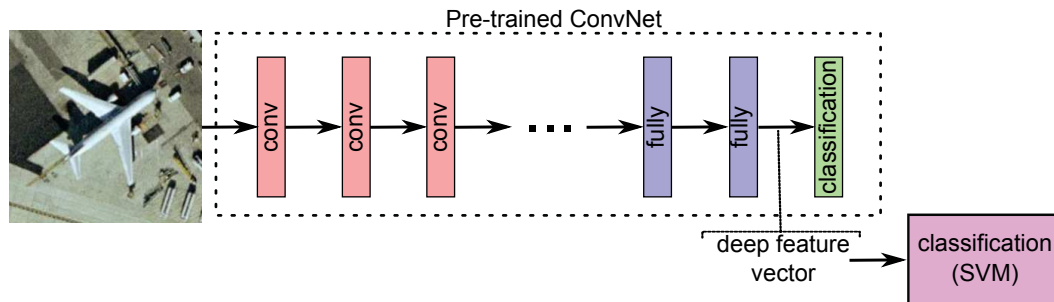 Pre-trained ConvNet
conv
conv
conv
...
fully
fully
classification
deep feature
vector
classification
(SVM)